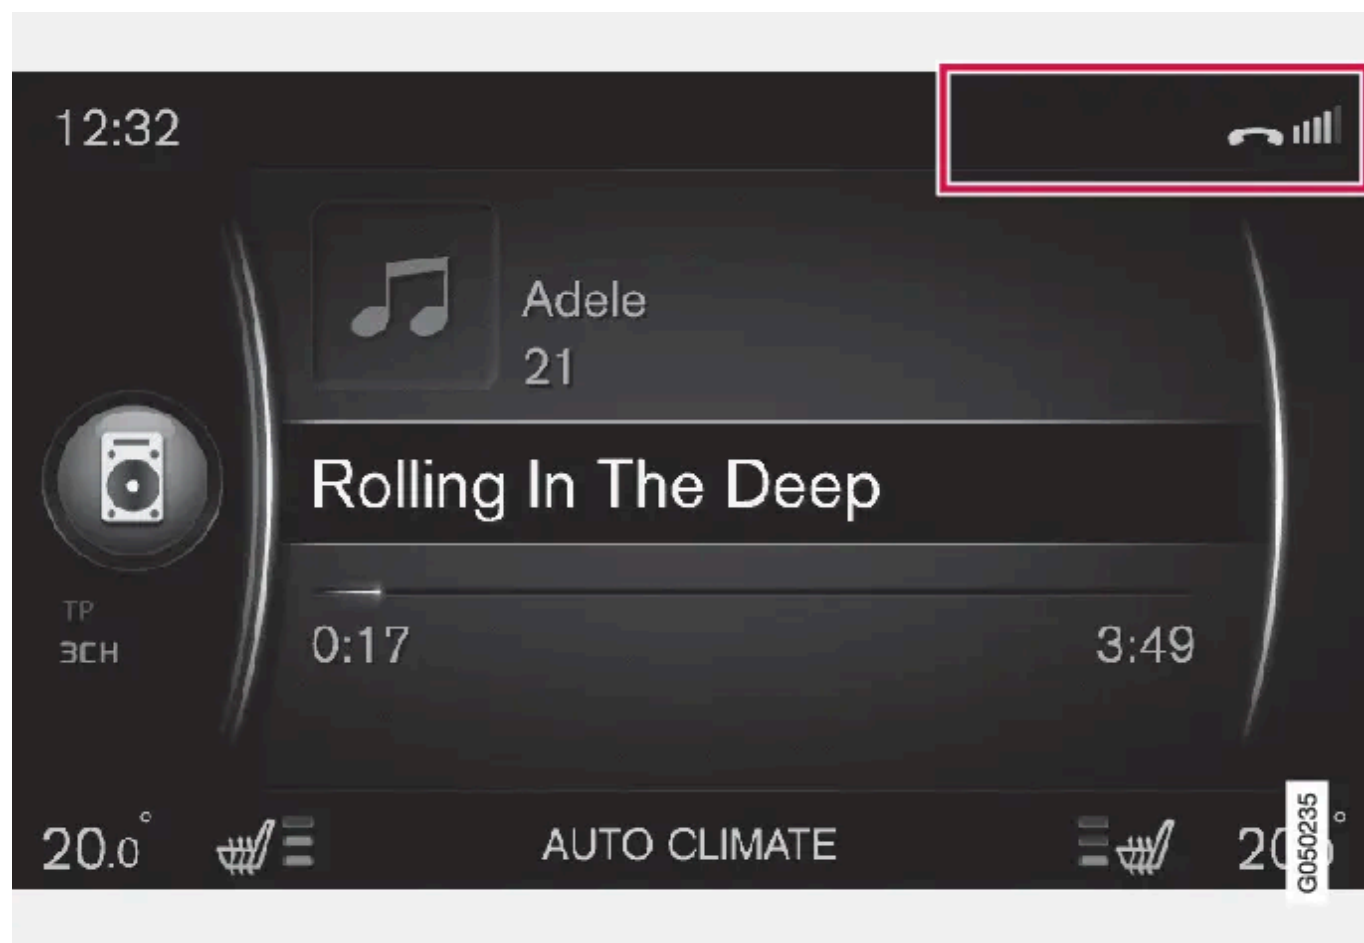 12:32
Adele
21
Rolling In The Deep
TP
3CH
0:17
3:49
20.0°
AUTO CLIMATE
G050235